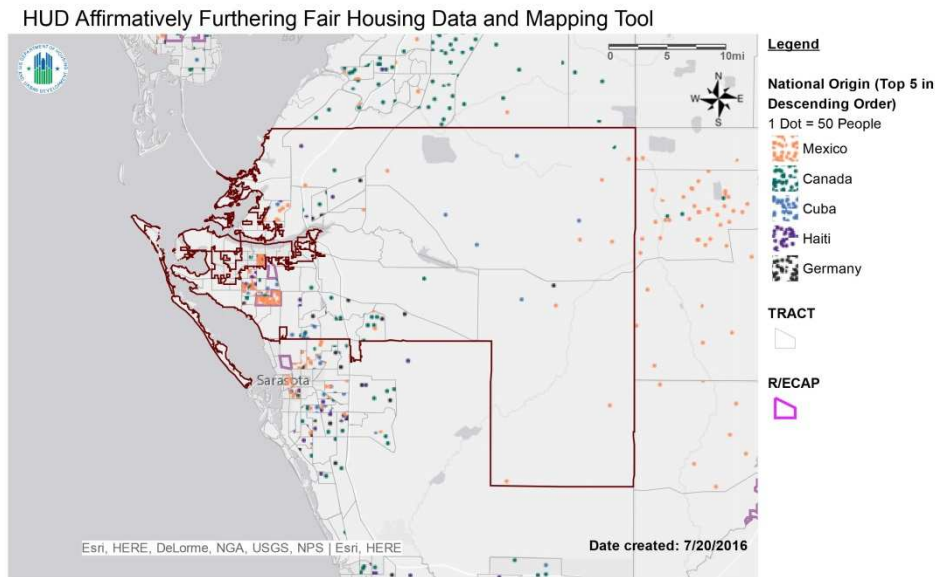 HUD Affirmatively Furthering Fair Housing Data and Mapping Tool
0 5 10mi
N
W E
S
Sarasota
Esri, HERE, DeLorme, NGA, USGS, NPS | Esri, HERE
Date created: 7/20/2016
Legend
National Origin (Top 5 in
Descending Order)
1 Dot = 50 People
Mexico
Canada
Cuba
Haiti
Germany
TRACT
R/ECAP